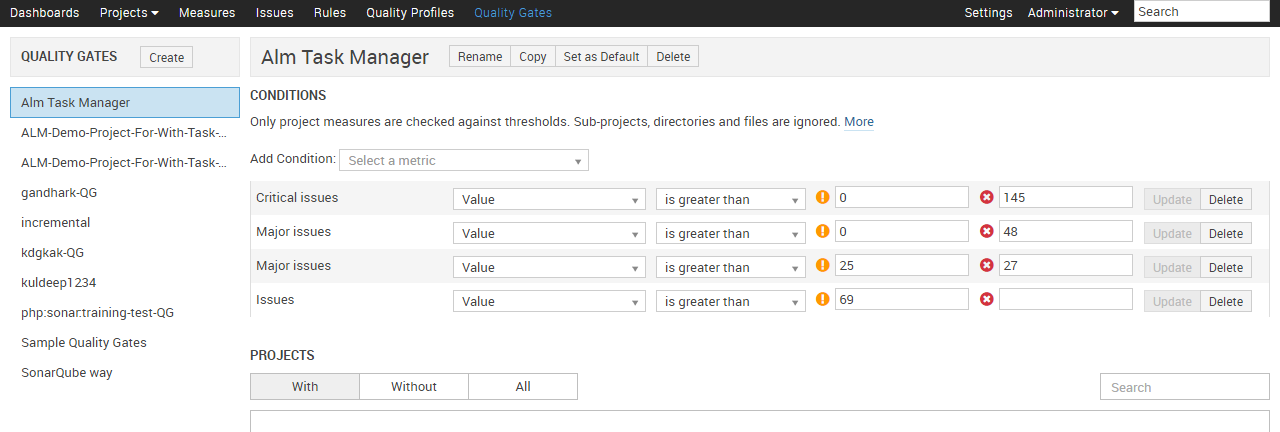 Dashboards Projects Measures Issues Rules Quality Profiles Quality Gates Settings Administrator Search
QUALITY GATES Create
Alm Task Manager Rename Copy Set as Default Delete
Alm Task Manager
ALM-Demo-Project-For-With-Task-...
ALM-Demo-Project-For-With-Task-...
gandhark-QG
incremental
kdgkak-QG
kuldeep1234
php:sonar:training-test-QG
Sample Quality Gates
SonarQube way
CONDITIONS
Only project measures are checked against thresholds. Sub-projects, directories and files are ignored. More
Add Condition: Select a metric
Critical issues Value is greater than 0 145 Update Delete
Major issues Value is greater than 0 48 Update Delete
Major issues Value is greater than 25 27 Update Delete
Issues Value is greater than 69 Update Delete
PROJECTS
With Without All Search